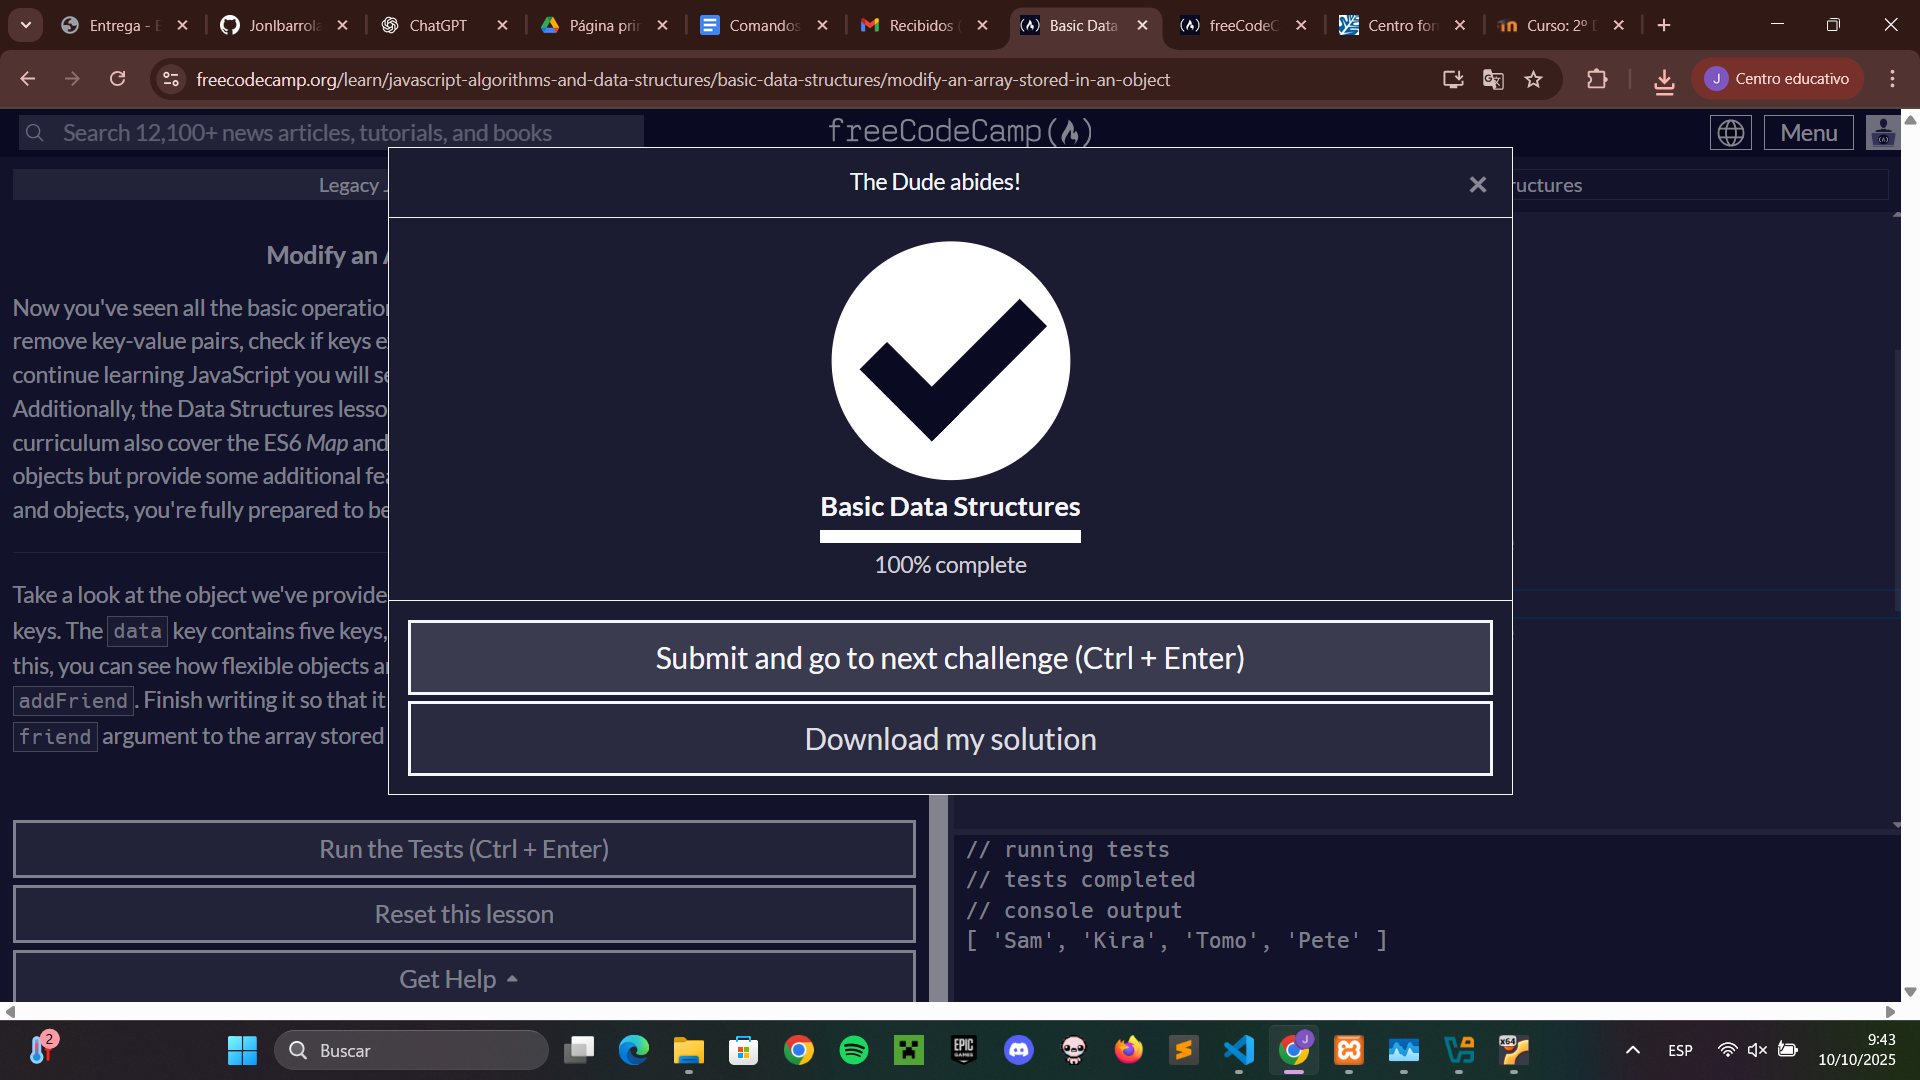 Entrega - E
JonIbarrola
ChatGPT
Página prin
Comandos
Recibidos (
Basic Data
freeCodeC
Centro for
Curso: 2º
freecodecamp.org/learn/javascript-algorithms-and-data-structures/basic-data-structures/modify-an-array-stored-in-an-object
J Centro educativo
Search 12,100+ news articles, tutorials, and books
freeCodeCamp(🔥)
Menu
Legacy J
ructures
The Dude abides!
Modify an A
Now you've seen all the basic operation
remove key-value pairs, check if keys e
continue learning JavaScript you will se
Additionally, the Data Structures lesso
curriculum also cover the ES6 Map and
objects but provide some additional fea
and objects, you're fully prepared to be
Basic Data Structures
100% complete
Take a look at the object we've provide
keys. The data key contains five keys,
this, you can see how flexible objects a
addFriend. Finish writing it so that it
friend argument to the array stored
Submit and go to next challenge (Ctrl + Enter)
Download my solution
Run the Tests (Ctrl + Enter)
Reset this lesson
Get Help
// running tests
// tests completed
// console output
[ 'Sam', 'Kira', 'Tomo', 'Pete' ]
2
Buscar
EPIC GAMES
J
x64
ESP
9:43
10/10/2025